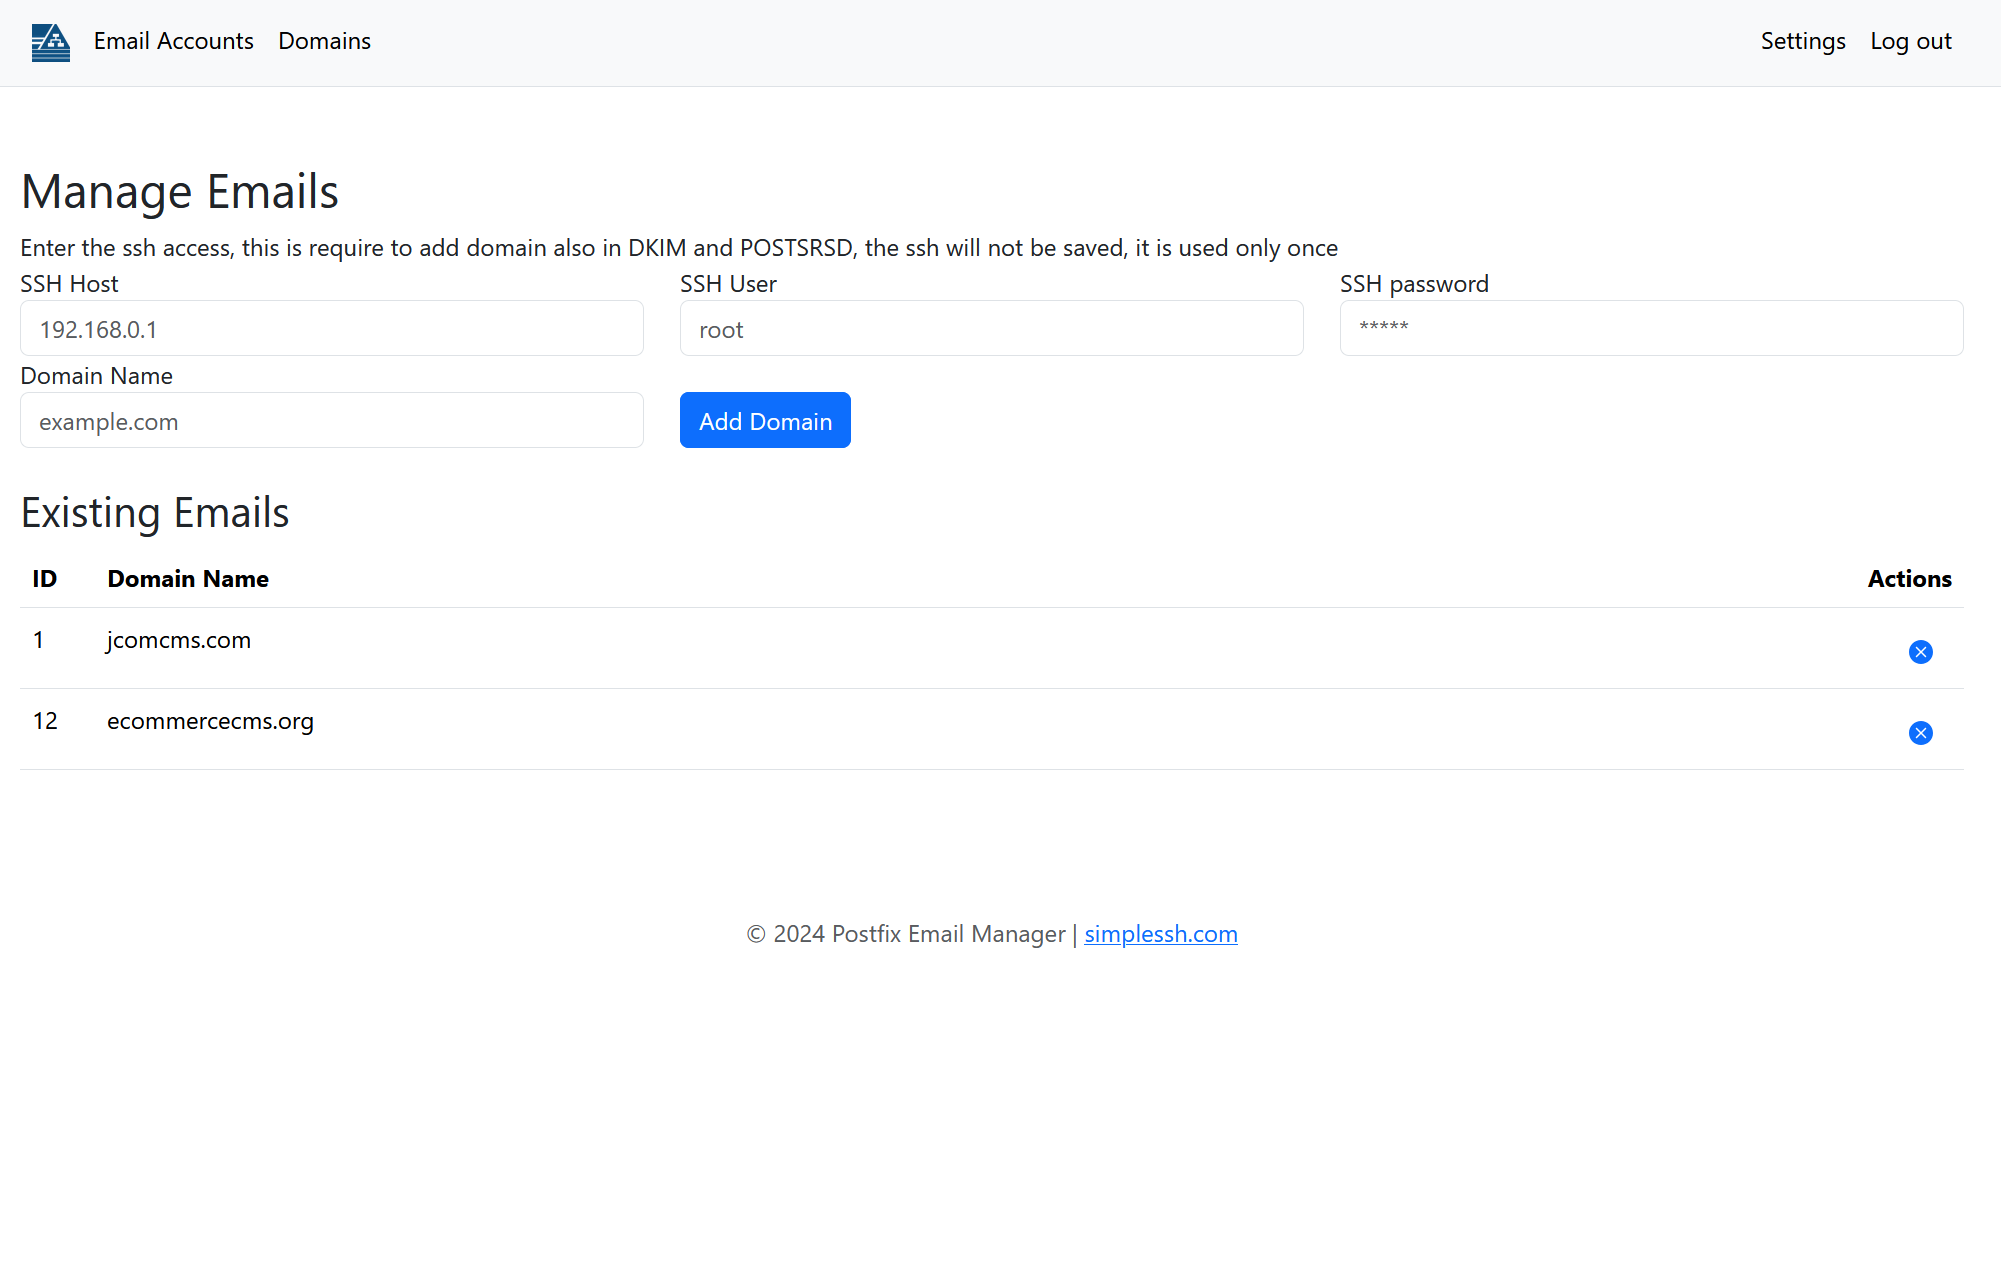 Email Accounts Domains Settings Log out
Manage Emails
Enter the ssh access, this is require to add domain also in DKIM and POSTSRSD, the ssh will not be saved, it is used only once
SSH Host SSH User SSH password
192.168.0.1 root *****
Domain Name
example.com Add Domain
Existing Emails
ID Domain Name Actions
1 jcomcms.com
12 ecommercecms.org
© 2024 Postfix Email Manager | simplessh.com